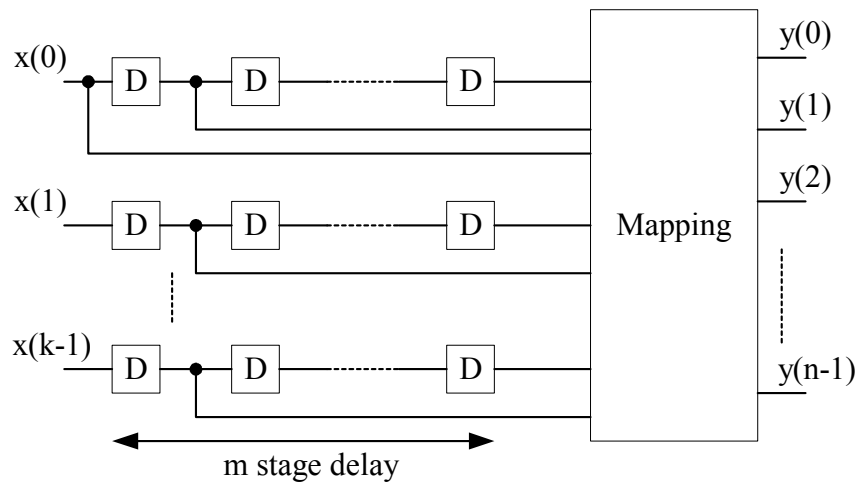 x(0) D D D
y(0)
y(1)
x(1) D D D
y(2)
Mapping
x(k-1) D D D
y(n-1)
m stage delay